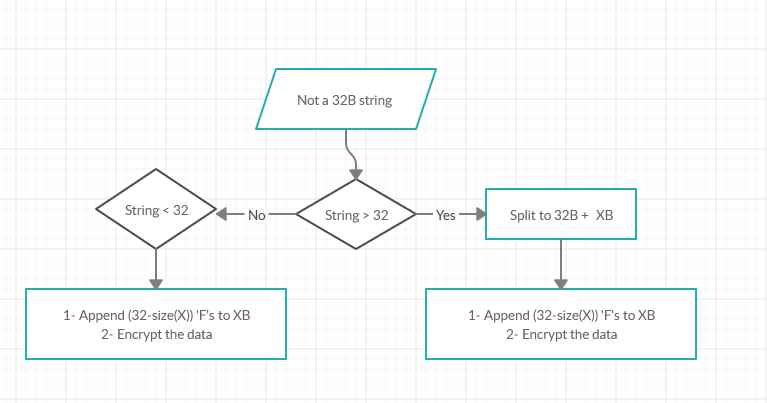 Not a 32B string
String < 32
No
String > 32
Yes
Split to 32B + XB
1- Append (32-size(X)) 'F's to XB
2- Encrypt the data
1- Append (32-size(X)) 'F's to XB
2- Encrypt the data